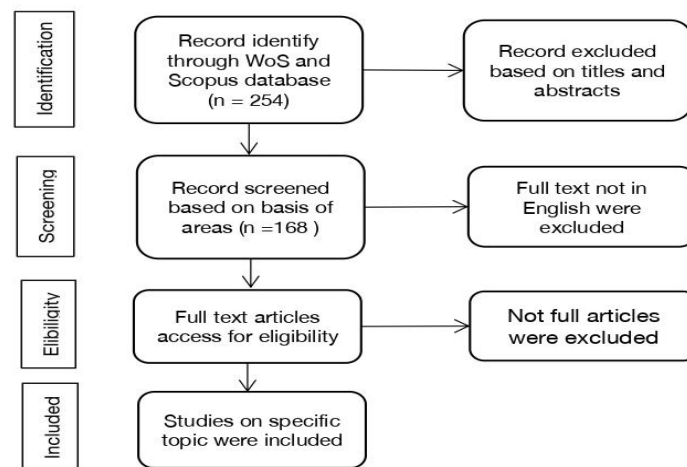 Identification
Record identify
through WoS and
Scopus database
(n = 254)
Record excluded
based on titles and
abstracts
Screening
Record screened
based on basis of
areas (n =168 )
Full text not in
English were
excluded
Elibiliqity
Full text articles
access for eligibility
Not full articles
were excluded
Included
Studies on specific
topic were included